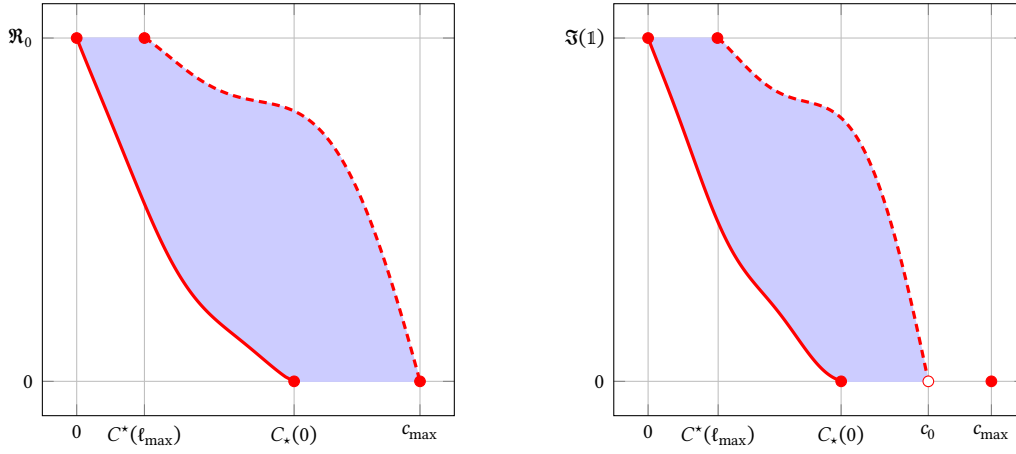 ℜ₀
0
0
C⋆(ℓmax)
C⋆(0)
cmax
ℑ(𝟙)
0
0
C⋆(ℓmax)
C⋆(0)
c₀
cmax